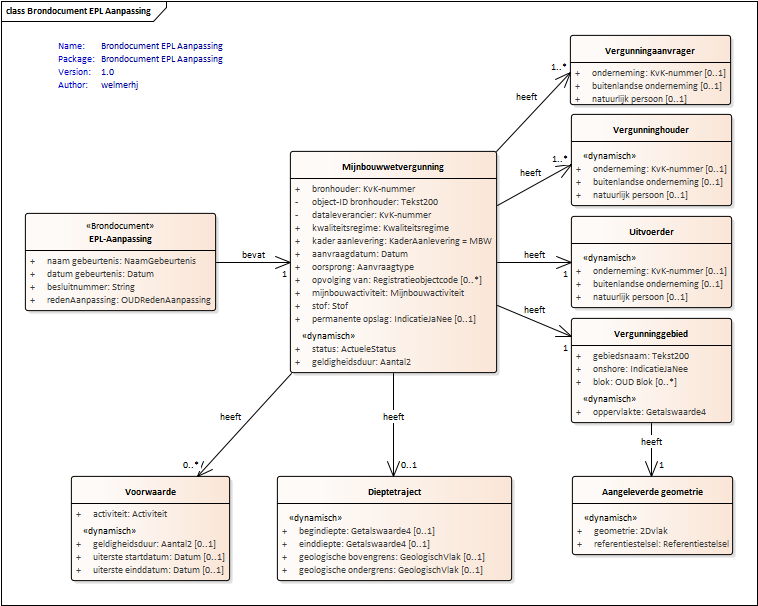 class Brondocument EPL Aanpassing
Name: Brondocument EPL Aanpassing
Package: Brondocument EPL Aanpassing
Version: 1.0
Author: welmerhj
«Brondocument»
EPL-Aanpassing
+ naam gebeurtenis: NaamGebeurtenis
+ datum gebeurtenis: Datum
+ besluitnummer: String
+ redenAanpassing: OUDRedenAanpassing
bevat
1
Mijnbouwwetvergunning
+ bronhouder: KvK-nummer
- object-ID bronhouder: Tekst200
- dataleverancier: KvK-nummer
+ kwaliteitsregime: Kwaliteitsregime
+ kader aanlevering: KaderAanlevering = MBW
+ aanvraagdatum: Datum
+ oorsprong: Aanvraagtype
+ opvolging van: Registratieobjectcode [0..*]
+ mijnbouwactiviteit: Mijnbouwactiviteit
+ stof: Stof
+ permanente opslag: IndicatieJaNee [0..1]
«dynamisch»
+ status: ActueleStatus
+ geldigheidsduur: Aantal2
heeft
1..*
Vergunningaanvrager
+ onderneming: KvK-nummer [0..1]
+ buitenlandse onderneming [0..1]
+ natuurlijk persoon [0..1]
heeft
1..*
Vergunninghouder
«dynamisch»
+ onderneming: KvK-nummer [0..1]
+ buitenlandse onderneming [0..1]
+ natuurlijk persoon [0..1]
heeft
1
Uitvoerder
«dynamisch»
+ onderneming: KvK-nummer [0..1]
+ buitenlandse onderneming [0..1]
+ natuurlijk persoon [0..1]
heeft
1
Vergunninggebied
+ gebiedsnaam: Tekst200
+ onshore: IndicatieJaNee
+ blok: OUD Blok [0..*]
«dynamisch»
+ oppervlakte: Getalswaarde4
heeft
0..*
Voorwaarde
+ activiteit: Activiteit
«dynamisch»
+ geldigheidsduur: Aantal2 [0..1]
+ uiterste startdatum: Datum [0..1]
+ uiterste einddatum: Datum [0..1]
heeft
0..1
Dieptetraject
«dynamisch»
+ begindiepte: Getalswaarde4 [0..1]
+ einddiepte: Getalswaarde4 [0..1]
+ geologische bovengrens: GeologischVlak [0..1]
+ geologische ondergrens: GeologischVlak [0..1]
heeft
1
Aangeleverde geometrie
«dynamisch»
+ geometrie: 2Dvlak
+ referentiestelsel: Referentiestelsel